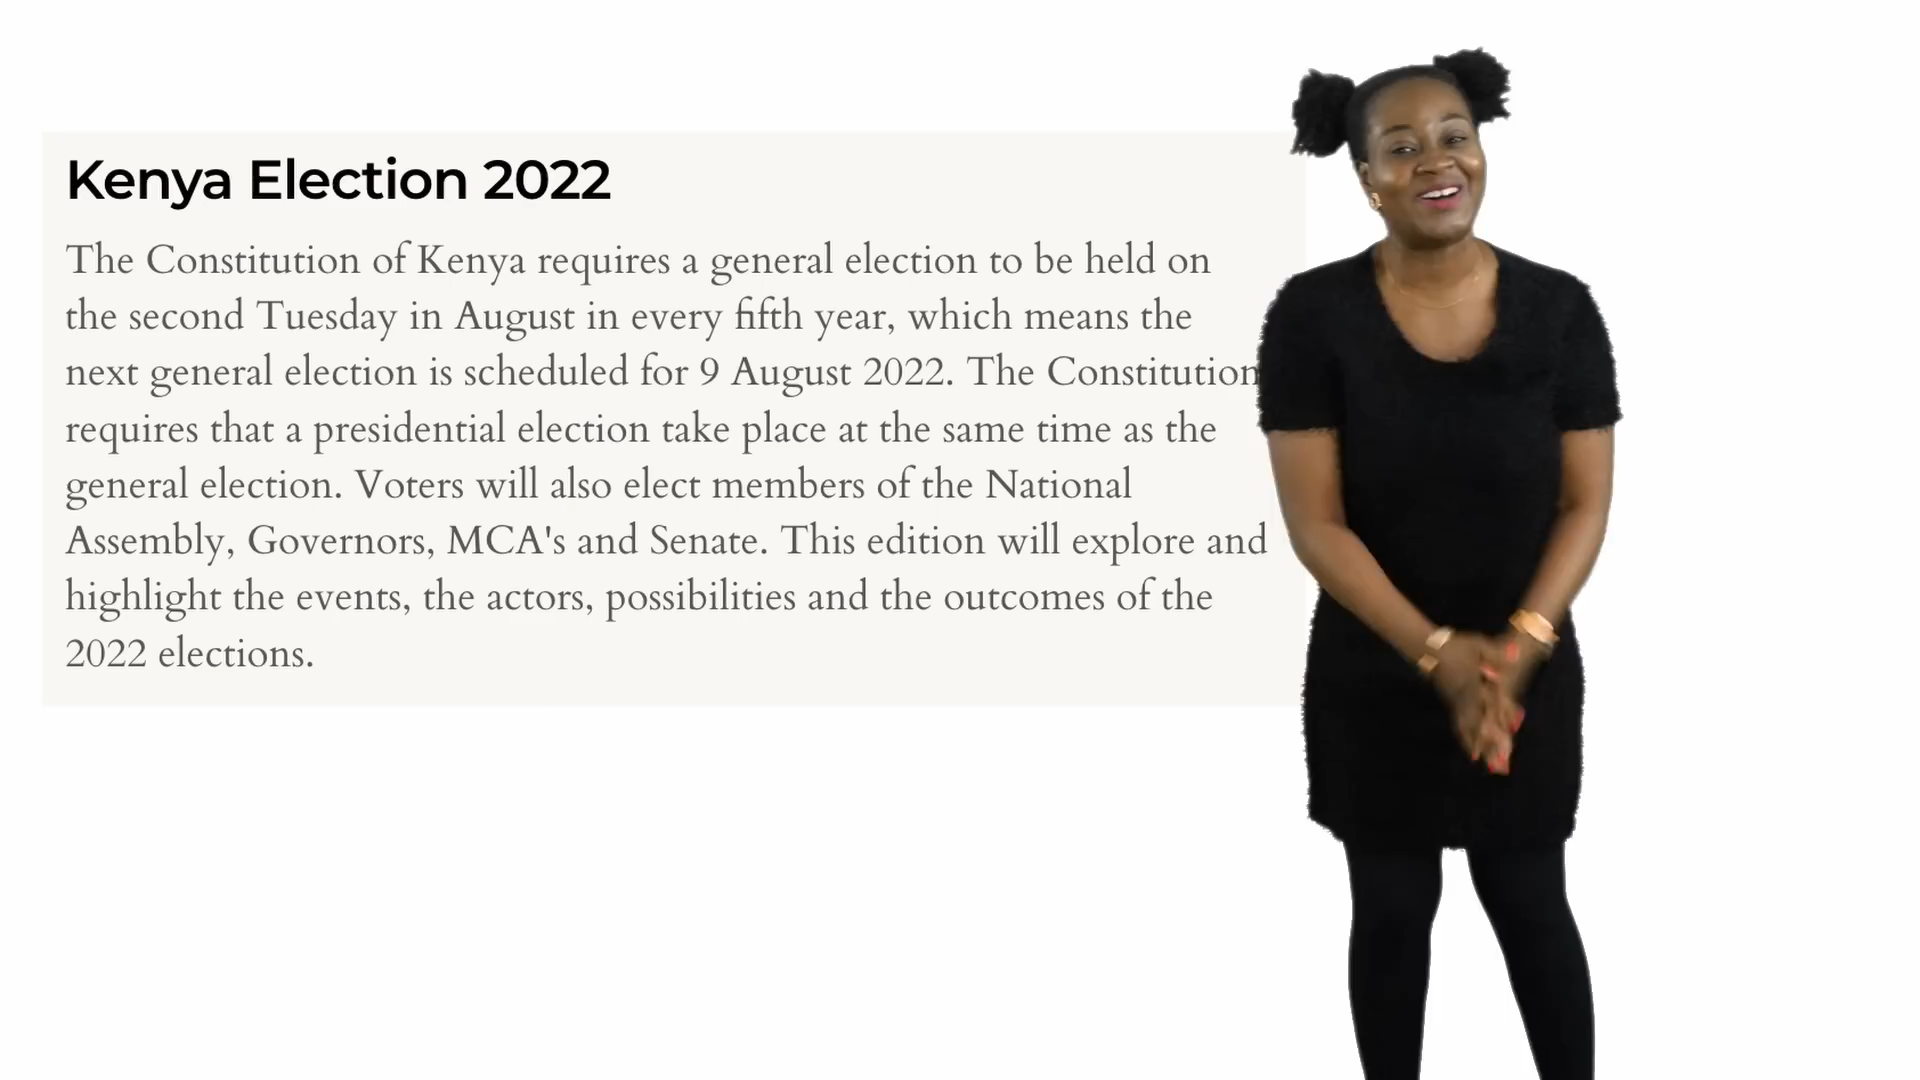 Kenya Election 2022
The Constitution of Kenya requires a general election to be held on
the second Tuesday in August in every fifth year, which means the
next general election is scheduled for 9 August 2022. The Constitution
requires that a presidential election take place at the same time as the
general election. Voters will also elect members of the National
Assembly, Governors, MCA's and Senate. This edition will explore and
highlight the events, the actors, possibilities and the outcomes of the
2022 elections.